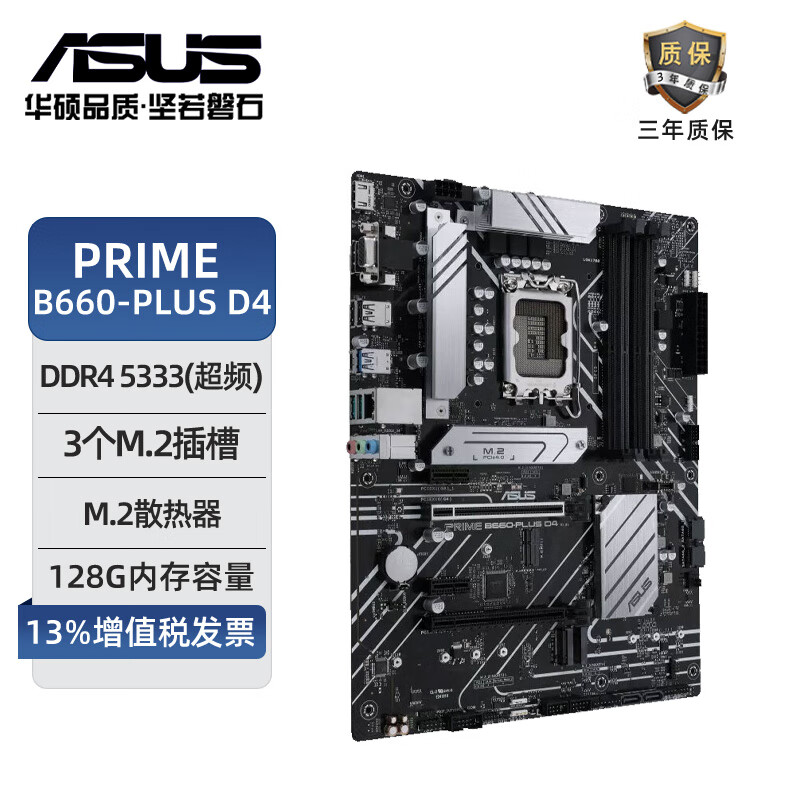 ASUS
华硕品质·坚若磐石
质保
3年质保
三年质保
PRIME
B660-PLUS D4
DDR4 5333(超频)
3个M.2插槽
M.2散热器
128G内存容量
13%增值税发票
M.2
PCIe4.0
ASUS
PRIME B660-PLUS D4
ASUS